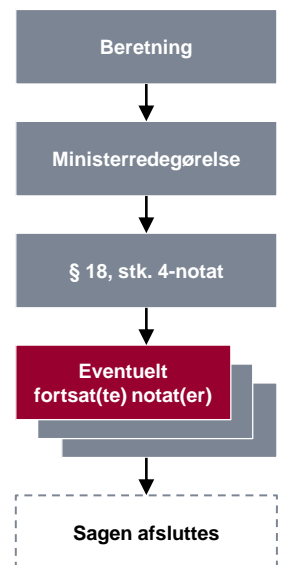 Beretning
Ministerredegørelse
§ 18, stk. 4-notat
Eventuelt
fortsat(te) notat(er)
Sagen afsluttes